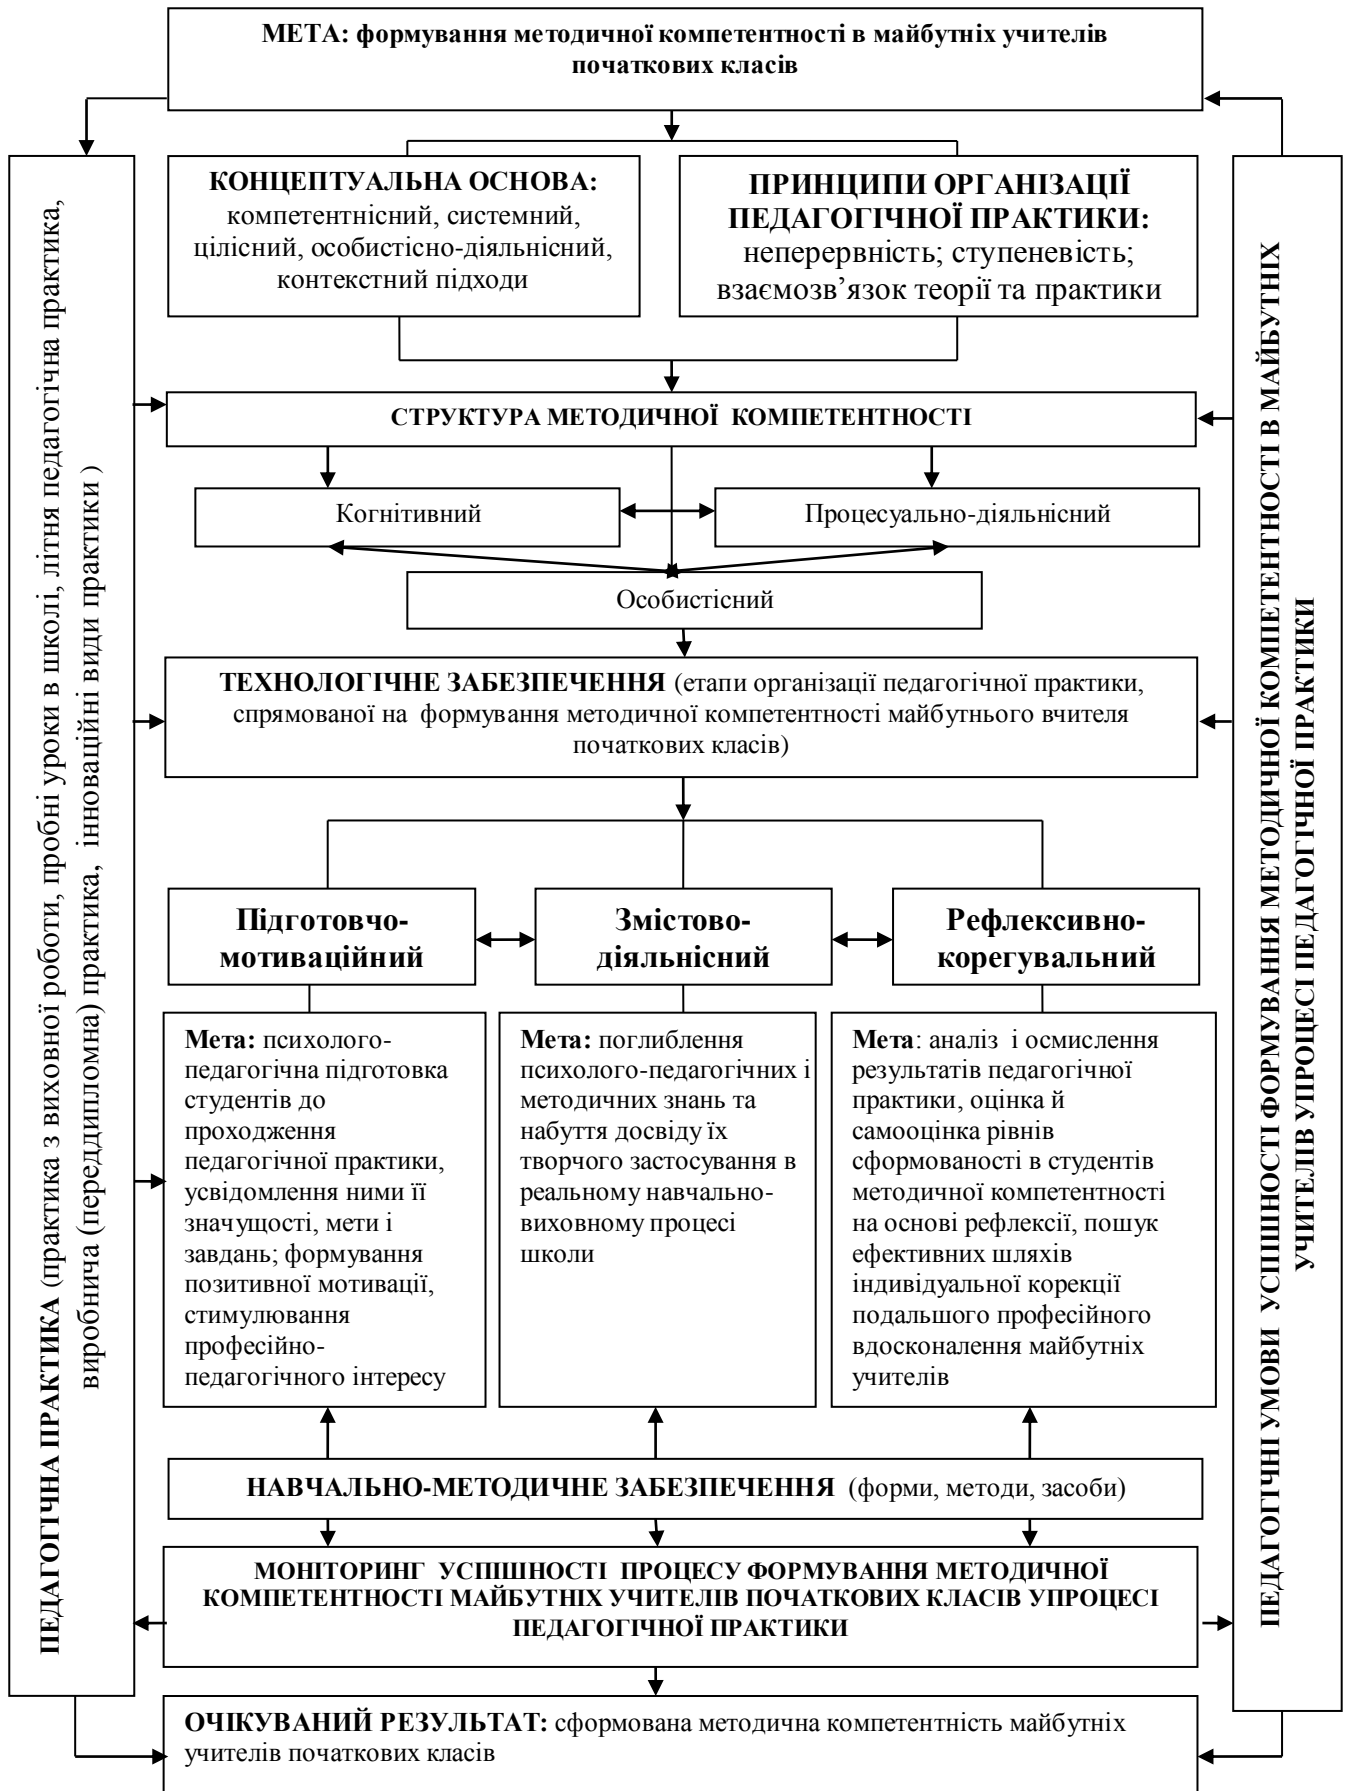 МЕТА: формування методичної компетентності в майбутніх учителів
початкових класів
КОНЦЕПТУАЛЬНА ОСНОВА:
компетентнісний, системний,
цілісний, особистісно-діяльнісний,
контекстний підходи
ПРИНЦИПИ ОРГАНІЗАЦІЇ
ПЕДАГОГІЧНОЇ ПРАКТИКИ:
неперервність; ступеневість;
взаємозв’язок теорії та практики
ПЕДАГОГІЧНА ПРАКТИКА (практика з виховної роботи, пробні уроки в школі, літня педагогічна практика,
виробнича (переддипломна) практика, інноваційні види практики )
СТРУКТУРА МЕТОДИЧНОЇ КОМПЕТЕНТНОСТІ
Когнітивний
Процесуально-діяльнісний
Особистісний
ТЕХНОЛОГІЧНЕ ЗАБЕЗПЕЧЕННЯ (етапи організації педагогічної практики,
спрямованої на формування методичної компетентності майбутнього вчителя
початкових класів)
Підготовчо-
мотиваційний
Змістово-
діяльнісний
Рефлексивно-
корегувальний
Мета: психолого-
педагогічна підготовка
студентів до
проходження
педагогічної практики,
усвідомлення ними її
значущості, мети і
завдань; формування
позитивної мотивації,
стимулювання
професійно-
педагогічного інтересу
Мета: поглиблення
психолого-педагогічних і
методичних знань та
набуття досвіду їх
творчого застосування в
реальному навчально-
виховному процесі
школи
Мета: аналіз і осмислення
результатів педагогічної
практики, оцінка й
самооцінка рівнів
сформованості в студентів
методичної компетентності
на основі рефлексії, пошук
ефективних шляхів
індивідуальної корекції
подальшого професійного
вдосконалення майбутніх
учителів
НАВЧАЛЬНО-МЕТОДИЧНЕ ЗАБЕЗПЕЧЕННЯ (форми, методи, засоби)
МОНІТОРИНГ УСПІШНОСТІ ПРОЦЕСУ ФОРМУВАННЯ МЕТОДИЧНОЇ
КОМПЕТЕНТНОСТІ МАЙБУТНІХ УЧИТЕЛІВ ПОЧАТКОВИХ КЛАСІВ УПРОЦЕСІ
ПЕДАГОГІЧНОЇ ПРАКТИКИ
ОЧІКУВАНИЙ РЕЗУЛЬТАТ: сформована методична компетентність майбутніх
учителів початкових класів
ПЕДАГОГІЧНІ УМОВИ УСПІШНОСТІ ФОРМУВАННЯ МЕТОДИЧНОЇ КОМПЕТЕНТНОСТІ В МАЙБУТНІХ
УЧИТЕЛІВ УПРОЦЕСІ ПЕДАГОГІЧНОЇ ПРАКТИКИ